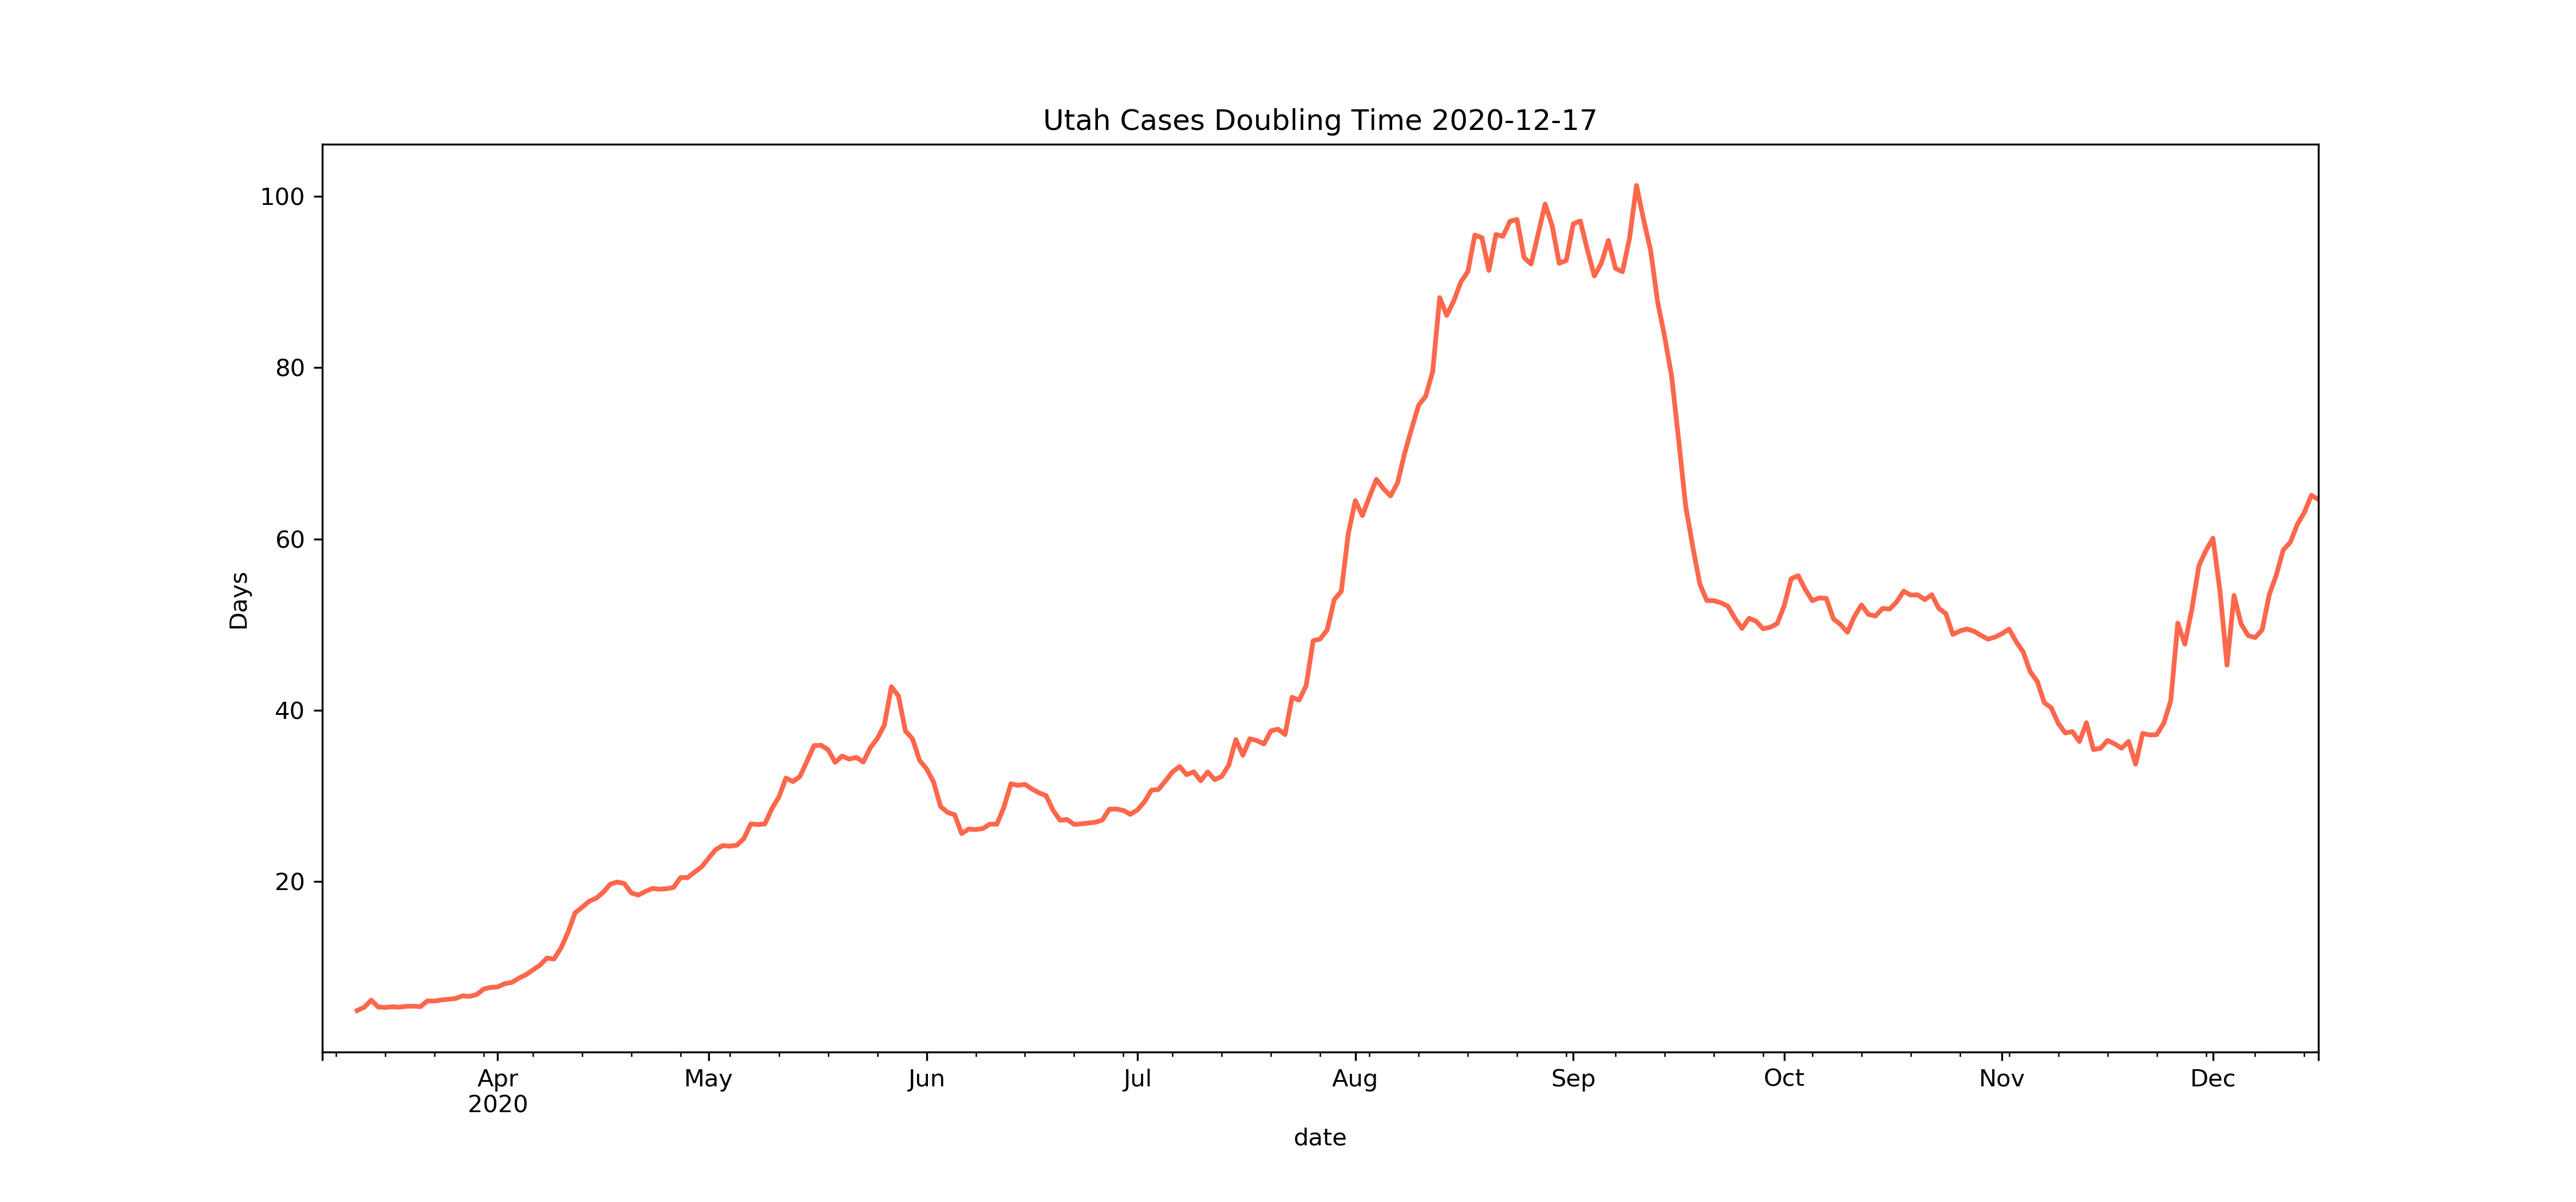 Utah Cases Doubling Time 2020-12-17
100
80
60
40
20
Days
Apr May Jun Jul Aug Sep Oct Nov Dec
2020
date